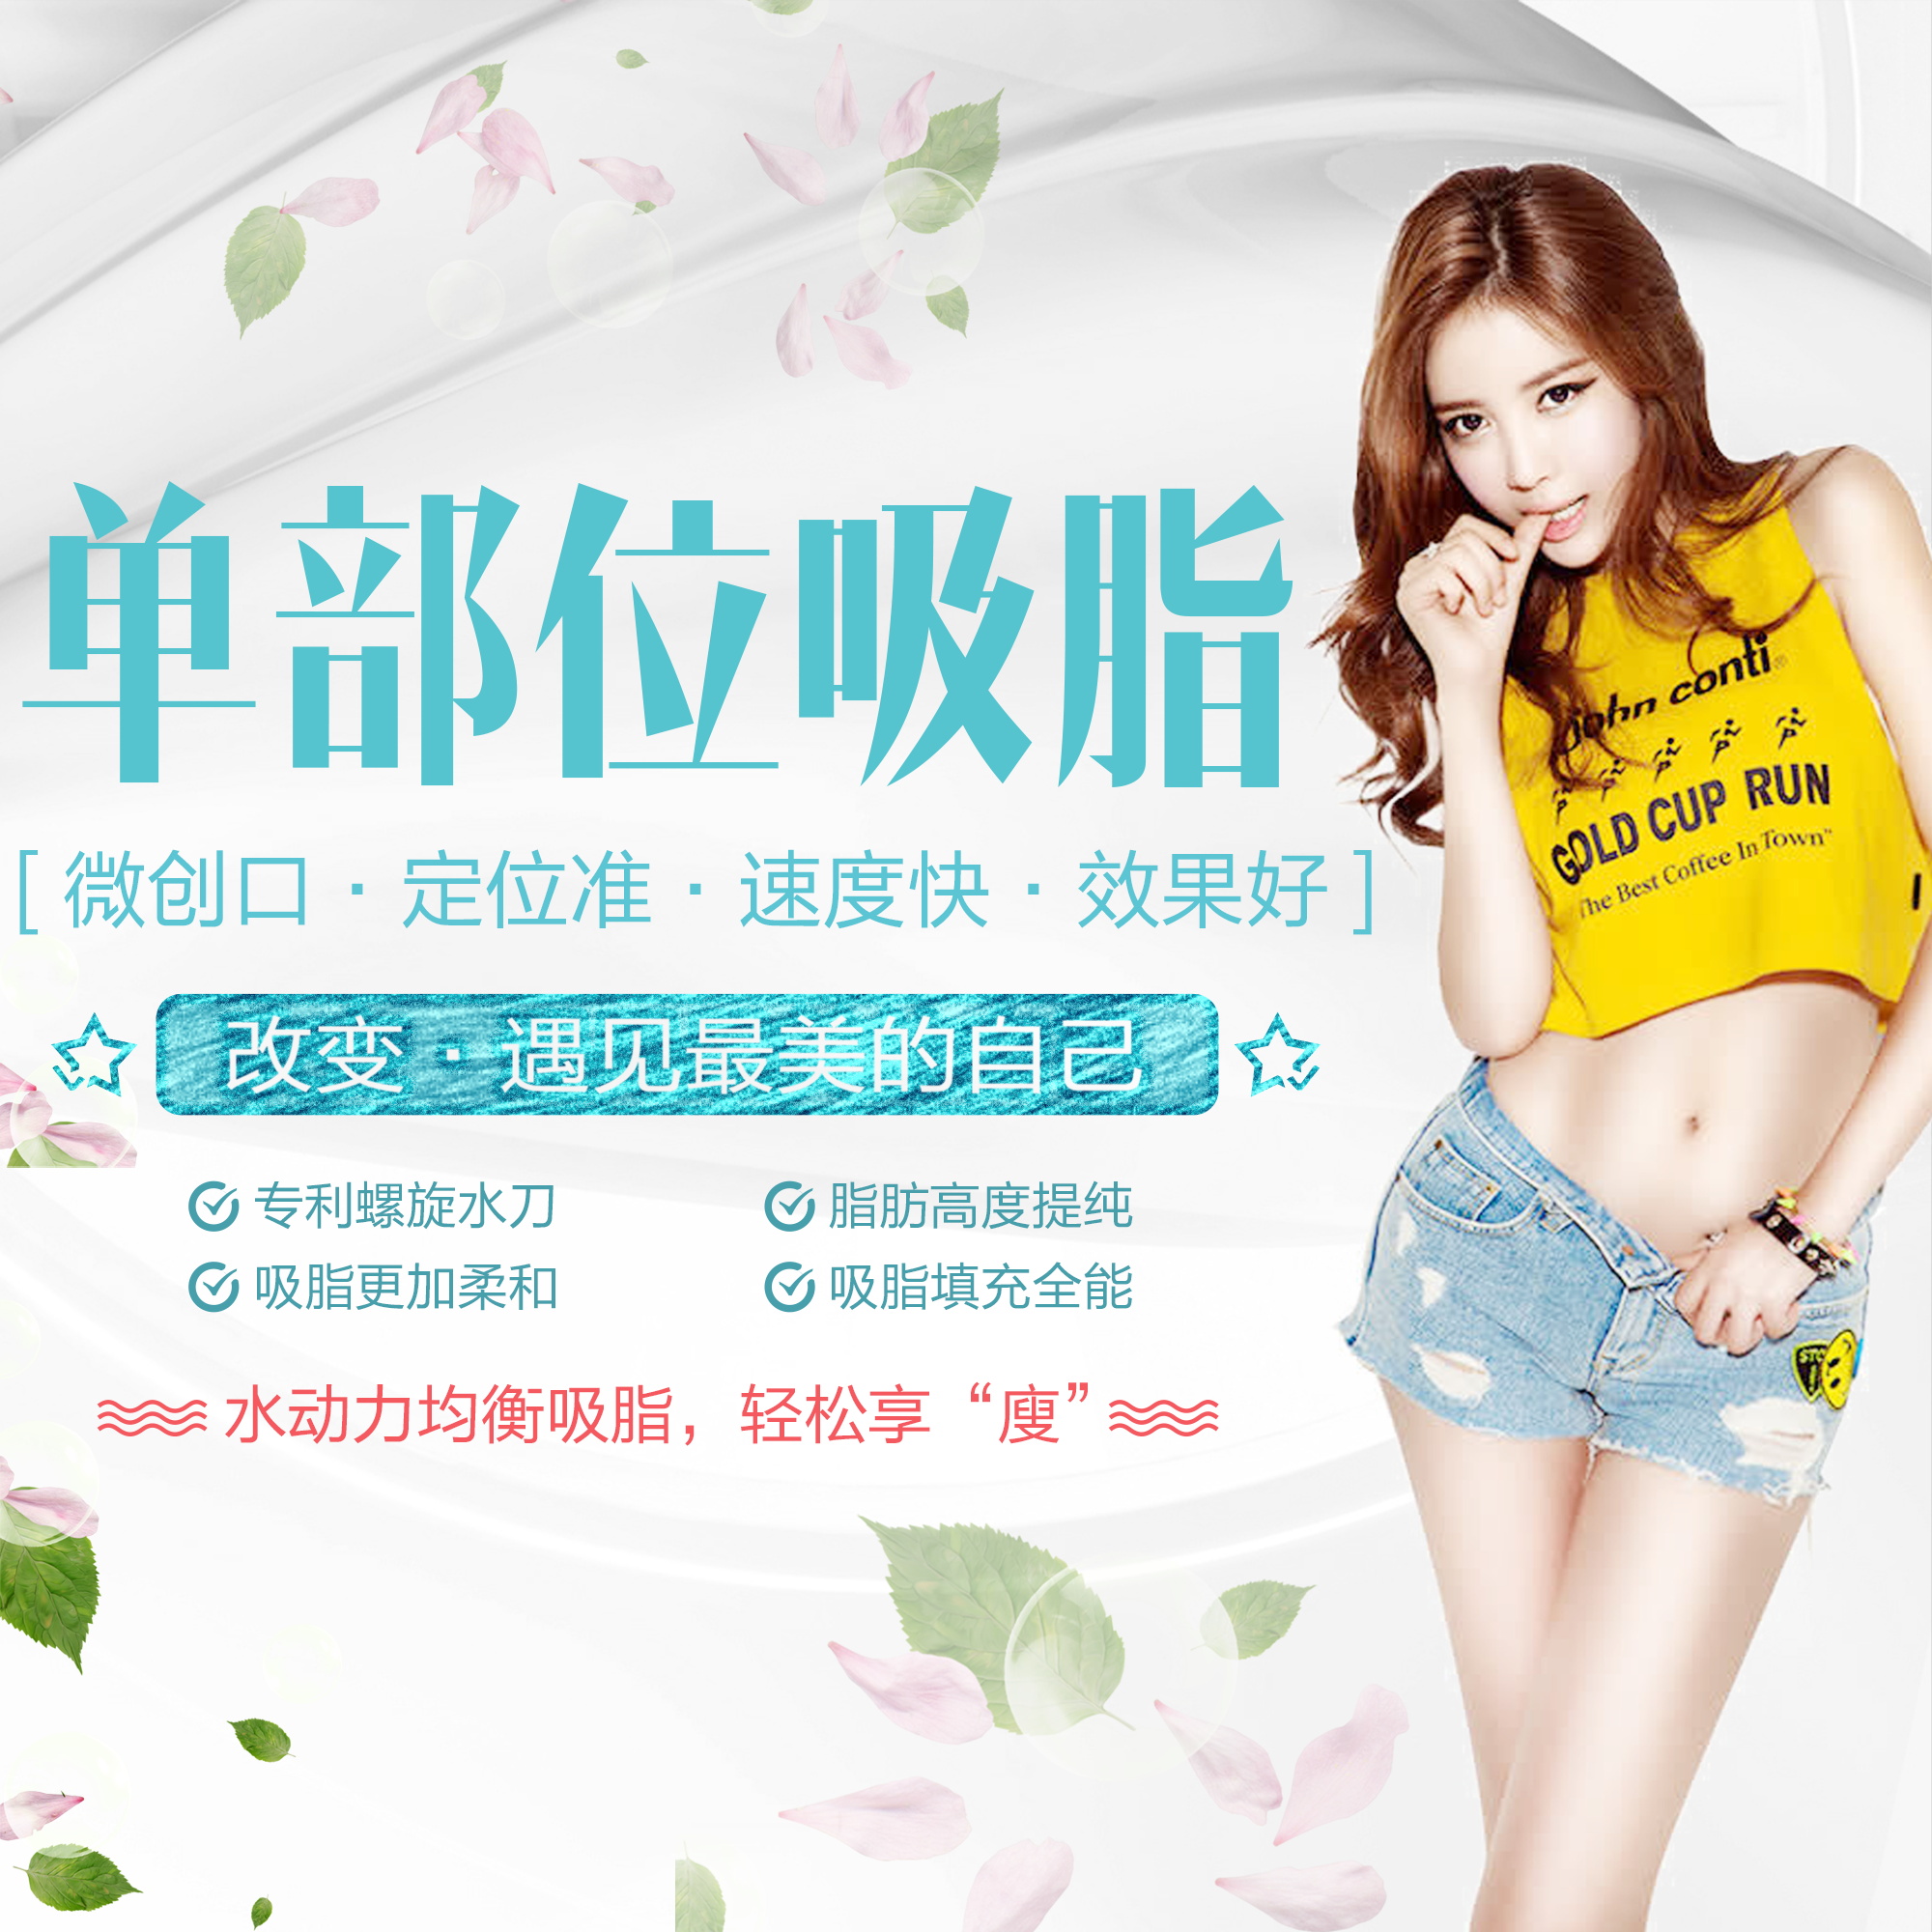 单部位吸脂
[ 微创口·定位准·速度快·效果好 ]
改变·遇见最美的自己
专利螺旋水刀
脂肪高度提纯
吸脂更加柔和
吸脂填充全能
水动力均衡吸脂，轻松享“廋”
john conti
GOLD CUP RUN
The Best Coffee In Town"